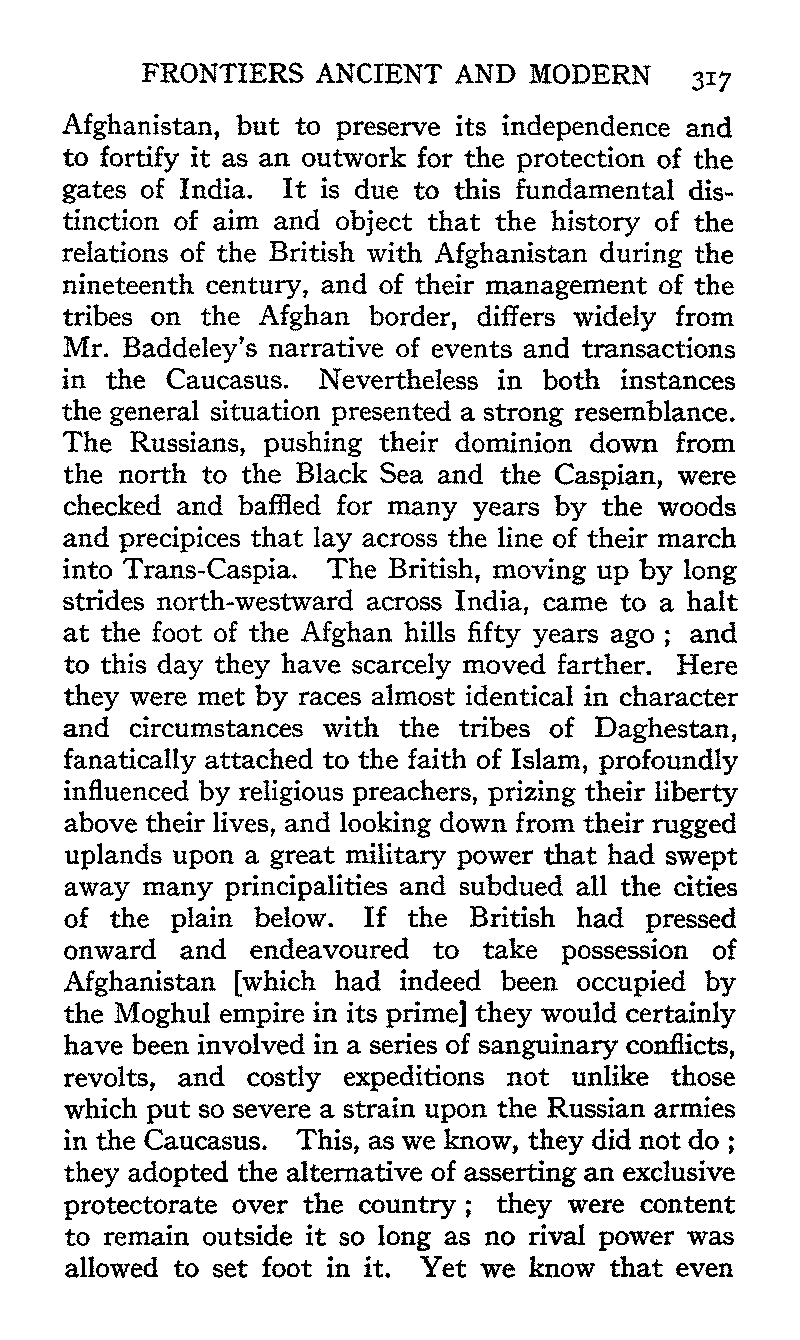 FRONTIERS ANCIENT AND MODERN 317
Afghanistan, but to preserve its independence and
to fortify it as an outwork for the protection of the
gates of India. It is due to this fundamental dis-
tinction of aim and object that the history of the
relations of the British with Afghanistan during the
nineteenth century, and of their management of the
tribes on the Afghan border, differs widely from
Mr. Baddeley's narrative of events and transactions
in the Caucasus. Nevertheless in both instances
the general situation presented a strong resemblance.
The Russians, pushing their dominion down from
the north to the Black Sea and the Caspian, were
checked and baffled for many years by the woods
and precipices that lay across the line of their march
into Trans-Caspia. The British, moving up by long
strides north-westward across India, came to a halt
at the foot of the Afghan hills fifty years ago ; and
to this day they have scarcely moved farther. Here
they were met by races almost identical in character
and circumstances with the tribes of Daghestan,
fanatically attached to the faith of Islam, profoundly
influenced by religious preachers, prizing their liberty
above their lives, and looking down from their rugged
uplands upon a great military power that had swept
away many principalities and subdued all the cities
of the plain below. If the British had pressed
onward and endeavoured to take possession of
Afghanistan [which had indeed been occupied by
the Moghul empire in its prime] they would certainly
have been involved in a series of sanguinary conflicts,
revolts, and costly expeditions not unlike those
which put so severe a strain upon the Russian armies
in the Caucasus. This, as we know, they did not do ;
they adopted the alternative of asserting an exclusive
protectorate over the country ; they were content
to remain outside it so long as no rival power was
allowed to set foot in it. Yet we know that even